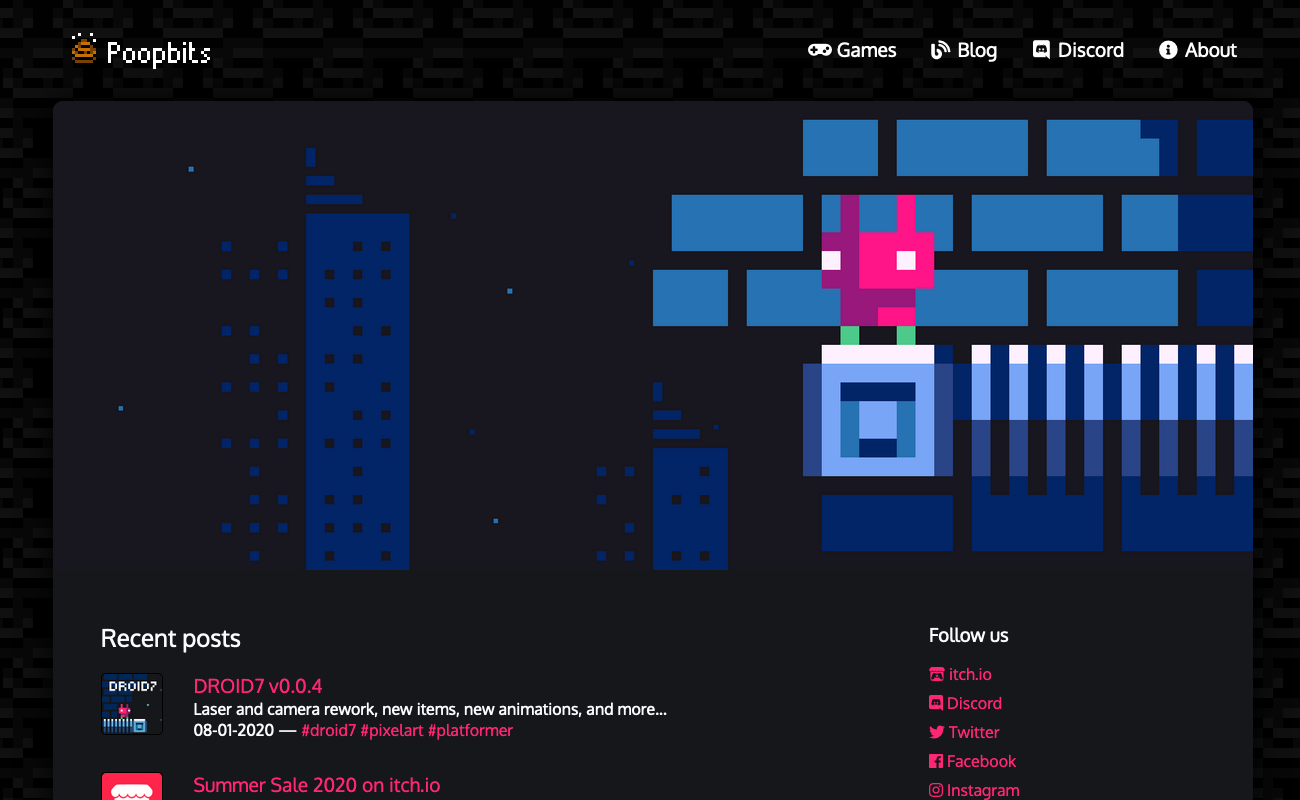 Poopbits
Games
Blog
Discord
About
Recent posts
DROID7
DROID7 v0.0.4
Laser and camera rework, new items, new animations, and more...
08-01-2020 — #droid7 #pixelart #platformer
Summer Sale 2020 on itch.io
Follow us
itch.io
Discord
Twitter
Facebook
Instagram